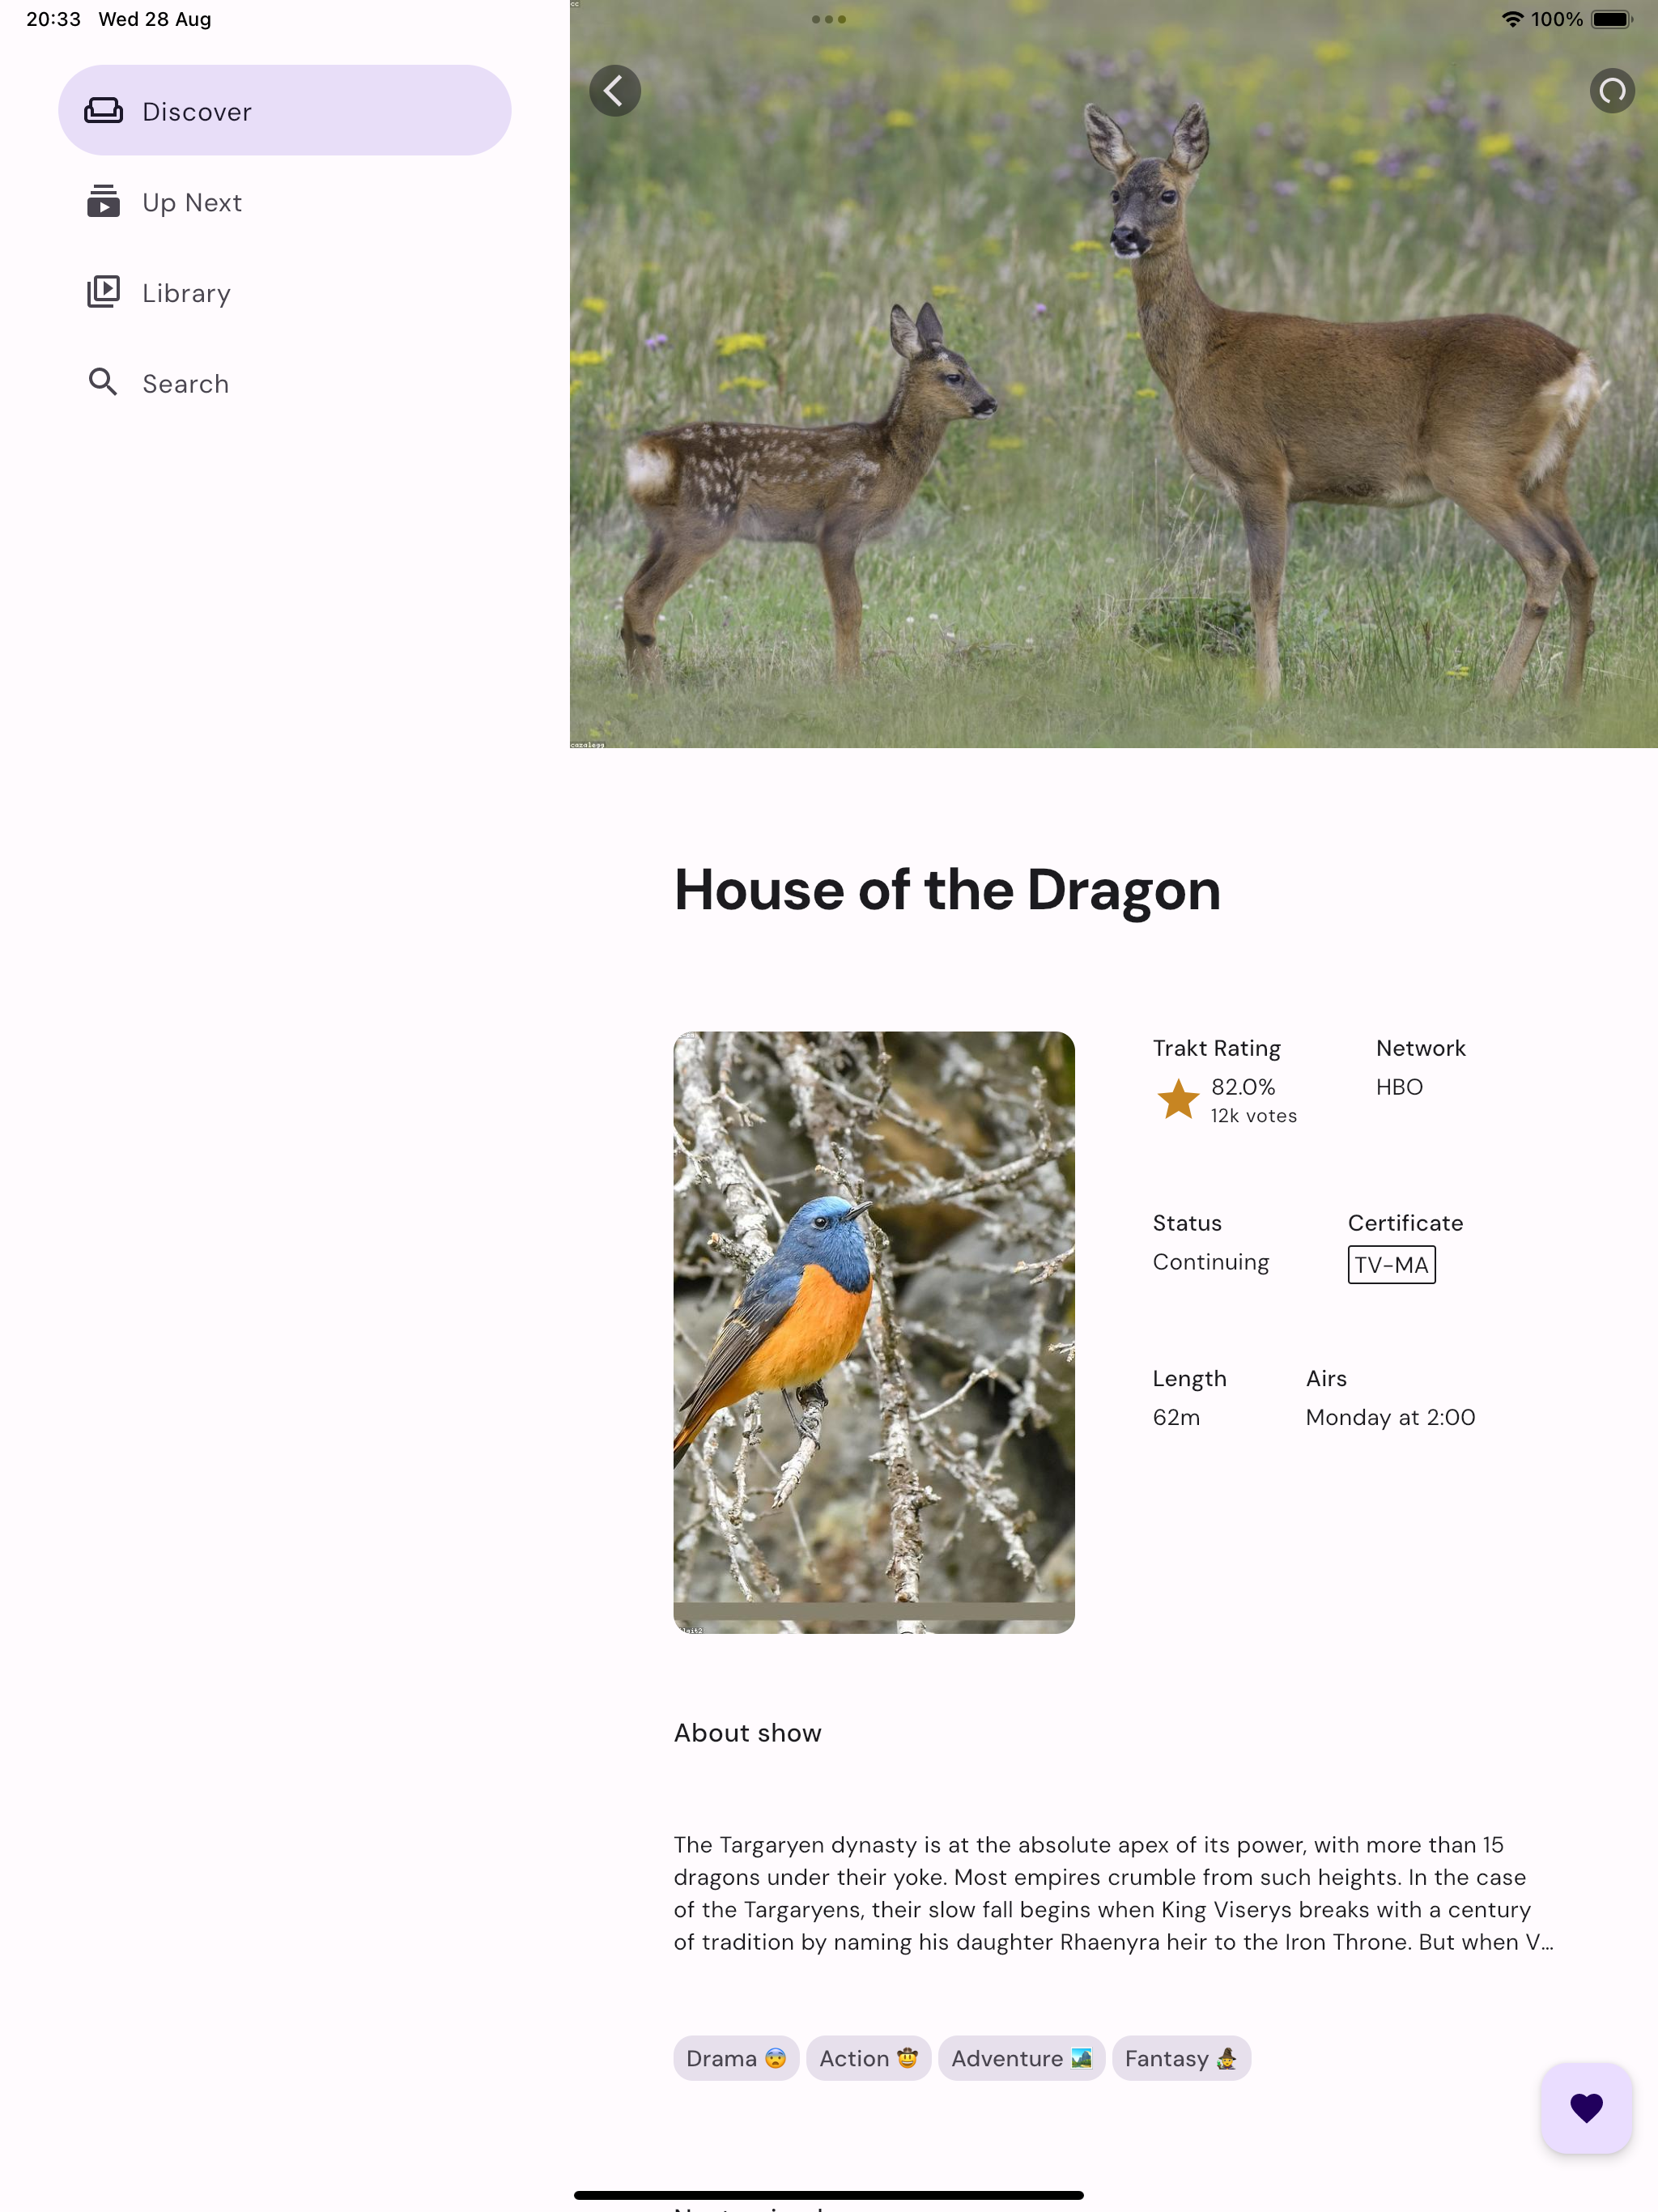 20:33 Wed 28 Aug
100%
Discover
Up Next
Library
Search
House of the Dragon
Trakt Rating
Network
82.0%
HBO
12k votes
Status
Certificate
Continuing
TV-MA
Length
Airs
62m
Monday at 2:00
About show
The Targaryen dynasty is at the absolute apex of its power, with more than 15
dragons under their yoke. Most empires crumble from such heights. In the case
of the Targaryens, their slow fall begins when King Viserys breaks with a century
of tradition by naming his daughter Rhaenyra heir to the Iron Throne. But when V...
Drama 😨
Action 🤠
Adventure 🏞️
Fantasy 🧙‍♀️